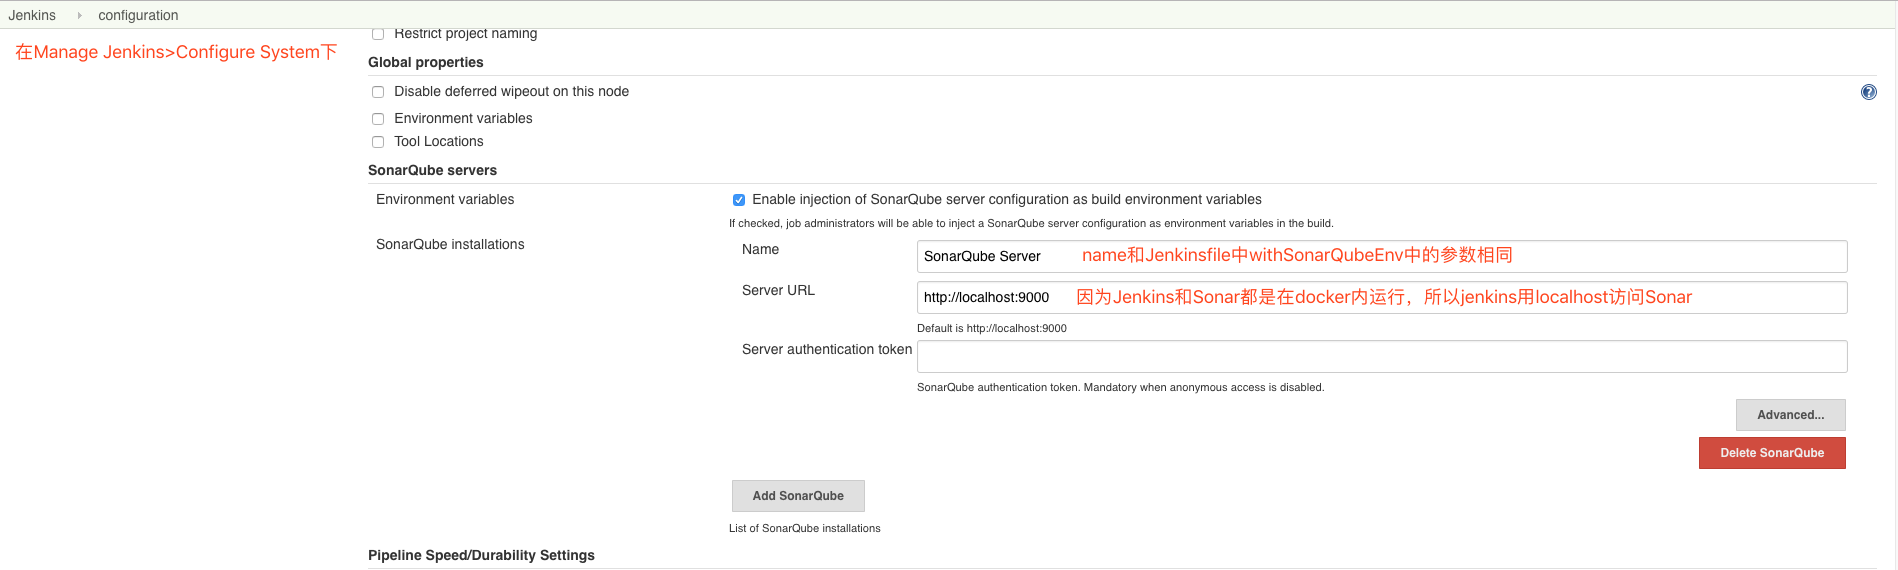 Jenkins configuration
在Manage Jenkins>Configure System下
Restrict project naming
Global properties
Disable deferred wipeout on this node
Environment variables
Tool Locations
SonarQube servers
Environment variables
Enable injection of SonarQube server configuration as build environment variables
If checked, job administrators will be able to inject a SonarQube server configuration as environment variables in the build.
SonarQube installations
Name
SonarQube Server
name和Jenkinsfile中withSonarQubeEnv中的参数相同
Server URL
http://localhost:9000
因为Jenkins和Sonar都是在docker内运行，所以jenkins用localhost访问Sonar
Default is http://localhost:9000
Server authentication token
SonarQube authentication token. Mandatory when anonymous access is disabled.
Advanced...
Delete SonarQube
Add SonarQube
List of SonarQube installations
Pipeline Speed/Durability Settings